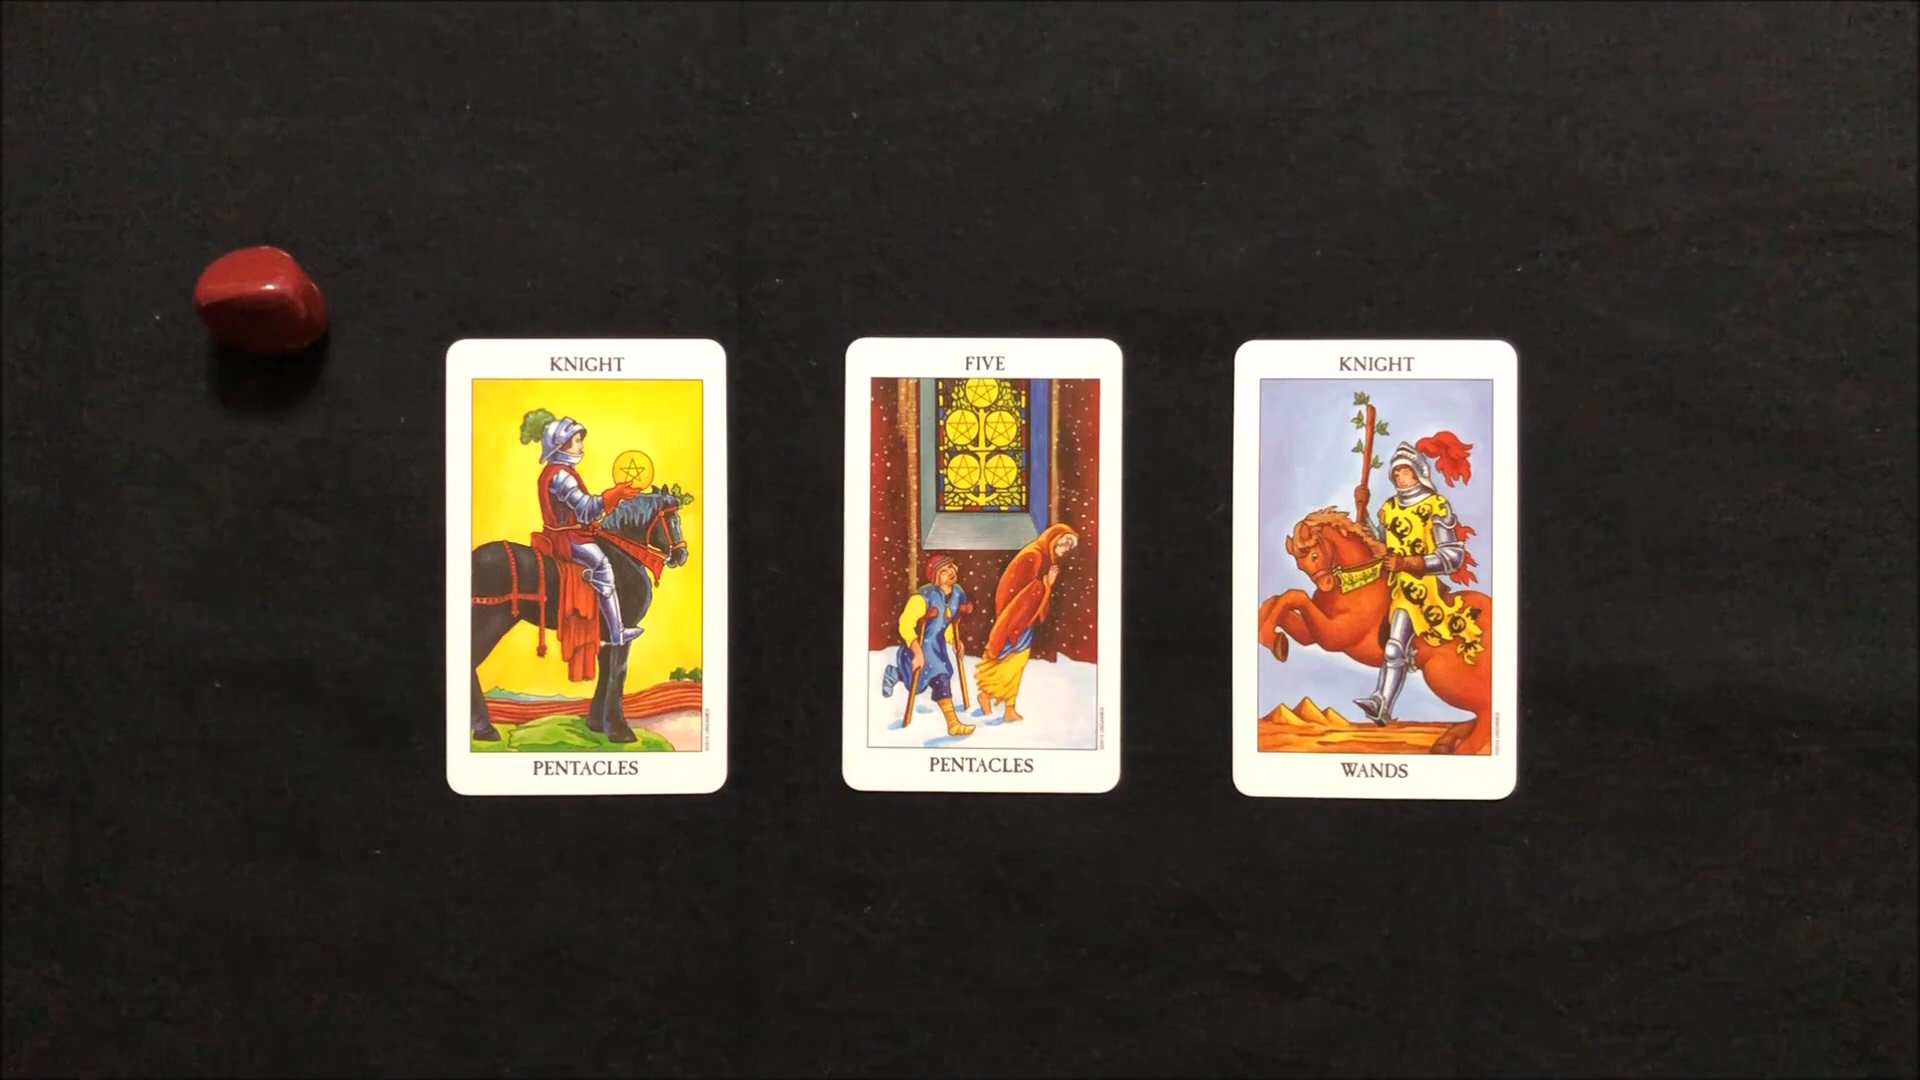 KNIGHT
PENTACLES
FIVE
PENTACLES
KNIGHT
WANDS